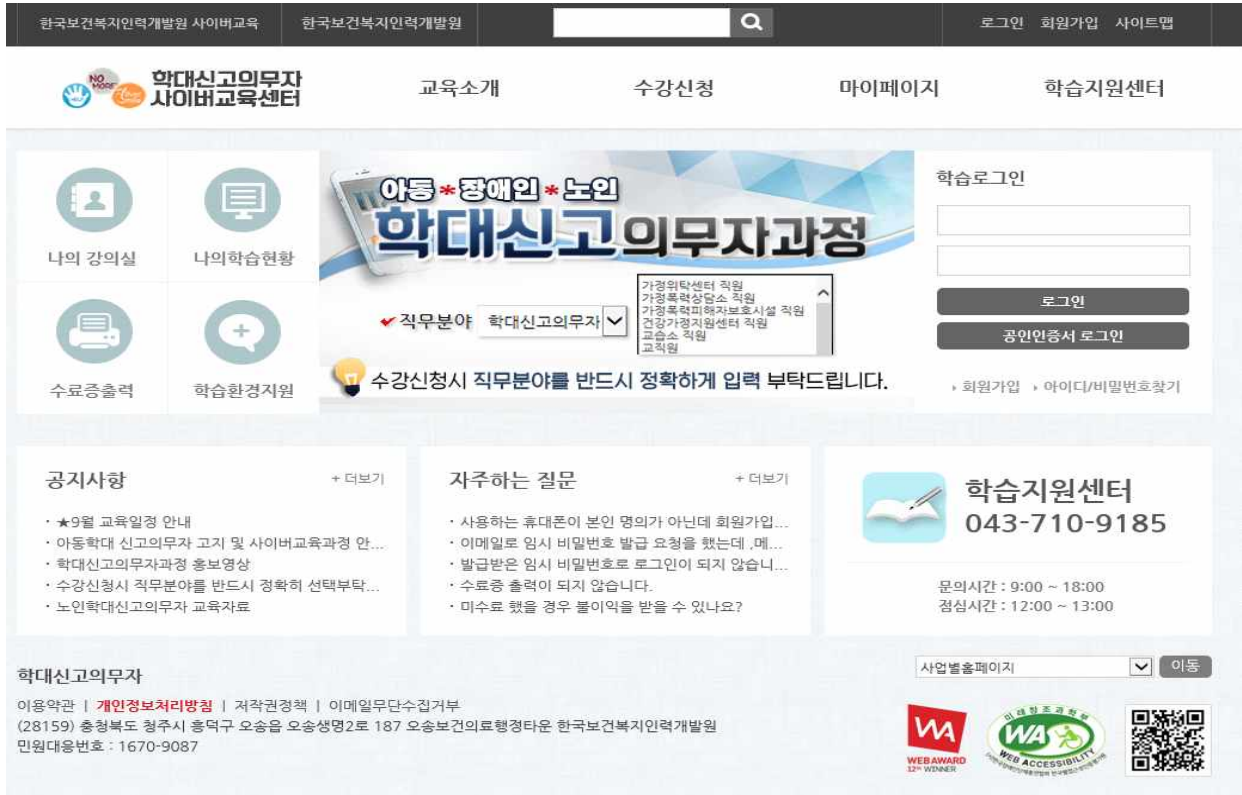 한국보건복지인력개발원 사이버교육 한국보건복지인력개발원 로그인 회원가입 사이트맵
NO MORE
학대신고의무자
사이버교육센터
교육소개 수강신청 마이페이지 학습지원센터
나의 강의실 나의학습현황
수료증출력 학습환경지원
아동*장애인*노인
학대신고의무자과정
직무분야 학대신고의무자
가정위탁센터 직원
가정폭력상담소 직원
가정폭력피해자보호시설 직원
건강가정지원센터 직원
교습소 직원
교직원
수강신청시 직무분야를 반드시 정확하게 입력 부탁드립니다.
학습로그인
로그인
공인인증서 로그인
회원가입 아이디/비밀번호찾기
공지사항 + 더보기
· ★9월 교육일정 안내
· 아동학대 신고의무자 고지 및 사이버교육과정 안...
· 학대신고의무자과정 홍보영상
· 수강신청시 직무분야를 반드시 정확히 선택부탁...
· 노인학대신고의무자 교육자료
자주하는 질문 + 더보기
· 사용하는 휴대폰이 본인 명의가 아닌데 회원가입...
· 이메일로 임시 비밀번호 발급 요청을 했는데 ,메...
· 발급받은 임시 비밀번호로 로그인이 되지 않습니...
· 수료증 출력이 되지 않습니다.
· 미수료 했을 경우 불이익을 받을 수 있나요?
학습지원센터
043-710-9185
문의시간 : 9:00 ~ 18:00
점심시간 : 12:00 ~ 13:00
학대신고의무자
사업별홈페이지 이동
이용약관 | 개인정보처리방침 | 저작권정책 | 이메일무단수집거부
(28159) 충청북도 청주시 흥덕구 오송읍 오송생명2로 187 오송보건의료행정타운 한국보건복지인력개발원
민원대응번호 : 1670-9087
WA
WEB AWARD
12th WINNER
미래창조과학부
WA
WEB ACCESSIBILITY